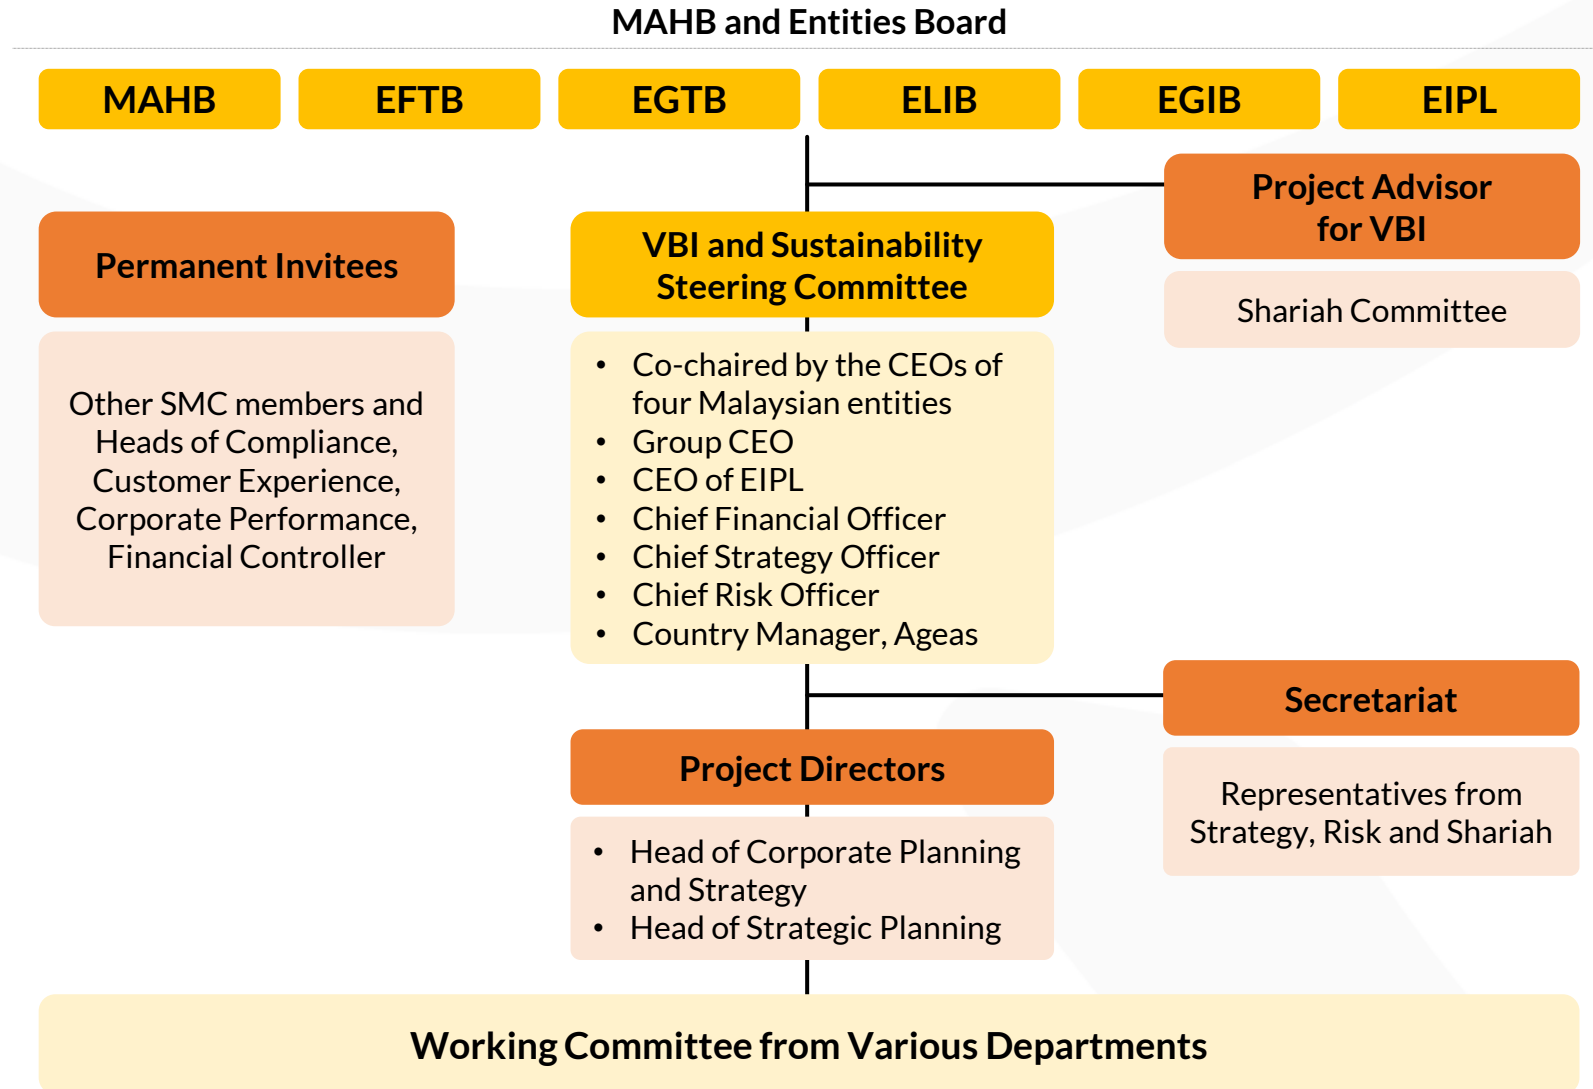 MAHB and Entities Board
MAHB
EFTB
EGTB
ELIB
EGIB
EIPL
Project Advisor
for VBI
Shariah Committee
Permanent Invitees
Other SMC members and
Heads of Compliance,
Customer Experience,
Corporate Performance,
Financial Controller
VBI and Sustainability
Steering Committee
• Co-chaired by the CEOs of
four Malaysian entities
• Group CEO
• CEO of EIPL
• Chief Financial Officer
• Chief Strategy Officer
• Chief Risk Officer
• Country Manager, Ageas
Secretariat
Representatives from
Strategy, Risk and Shariah
Project Directors
• Head of Corporate Planning
and Strategy
• Head of Strategic Planning
Working Committee from Various Departments